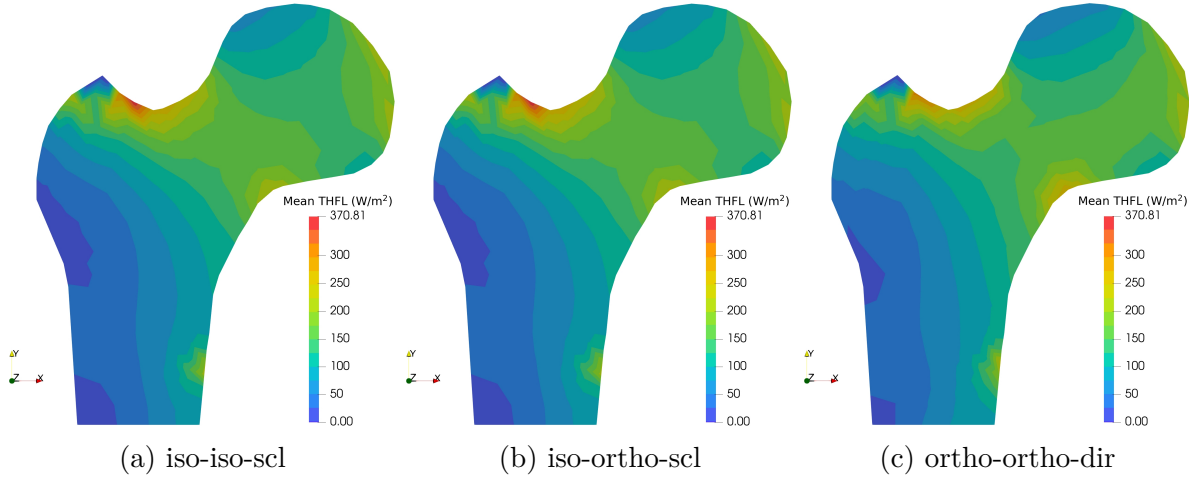 Mean THFL (W/m²)
370.81
300
250
200
150
100
50
0.00
Y
Z
X
(a) iso-iso-scl
Mean THFL (W/m²)
370.81
300
250
200
150
100
50
0.00
Y
Z
X
(b) iso-ortho-scl
Mean THFL (W/m²)
370.81
300
250
200
150
100
50
0.00
Y
Z
X
(c) ortho-ortho-dir